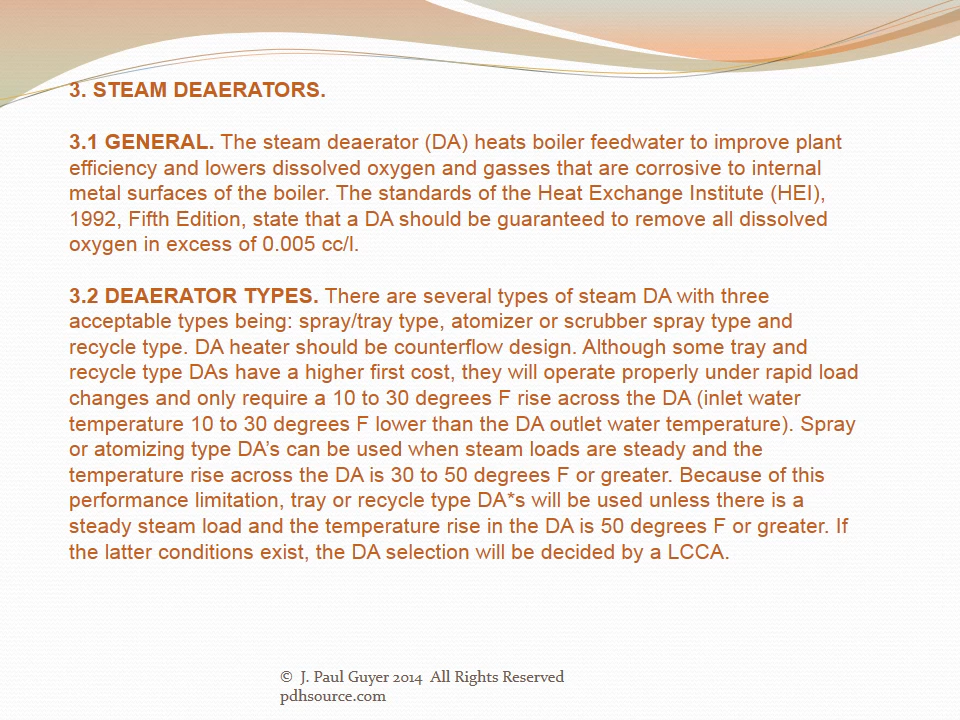 3. STEAM DEAERATORS.
3.1 GENERAL. The steam deaerator (DA) heats boiler feedwater to improve plant
efficiency and lowers dissolved oxygen and gasses that are corrosive to internal
metal surfaces of the boiler. The standards of the Heat Exchange Institute (HEI),
1992, Fifth Edition, state that a DA should be guaranteed to remove all dissolved
oxygen in excess of 0.005 cc/l.
3.2 DEAERATOR TYPES. There are several types of steam DA with three
acceptable types being: spray/tray type, atomizer or scrubber spray type and
recycle type. DA heater should be counterflow design. Although some tray and
recycle type DAs have a higher first cost, they will operate properly under rapid load
changes and only require a 10 to 30 degrees F rise across the DA (inlet water
temperature 10 to 30 degrees F lower than the DA outlet water temperature). Spray
or atomizing type DA’s can be used when steam loads are steady and the
temperature rise across the DA is 30 to 50 degrees F or greater. Because of this
performance limitation, tray or recycle type DA*s will be used unless there is a
steady steam load and the temperature rise in the DA is 50 degrees F or greater. If
the latter conditions exist, the DA selection will be decided by a LCCA.
© J. Paul Guyer 2014 All Rights Reserved
pdhsource.com